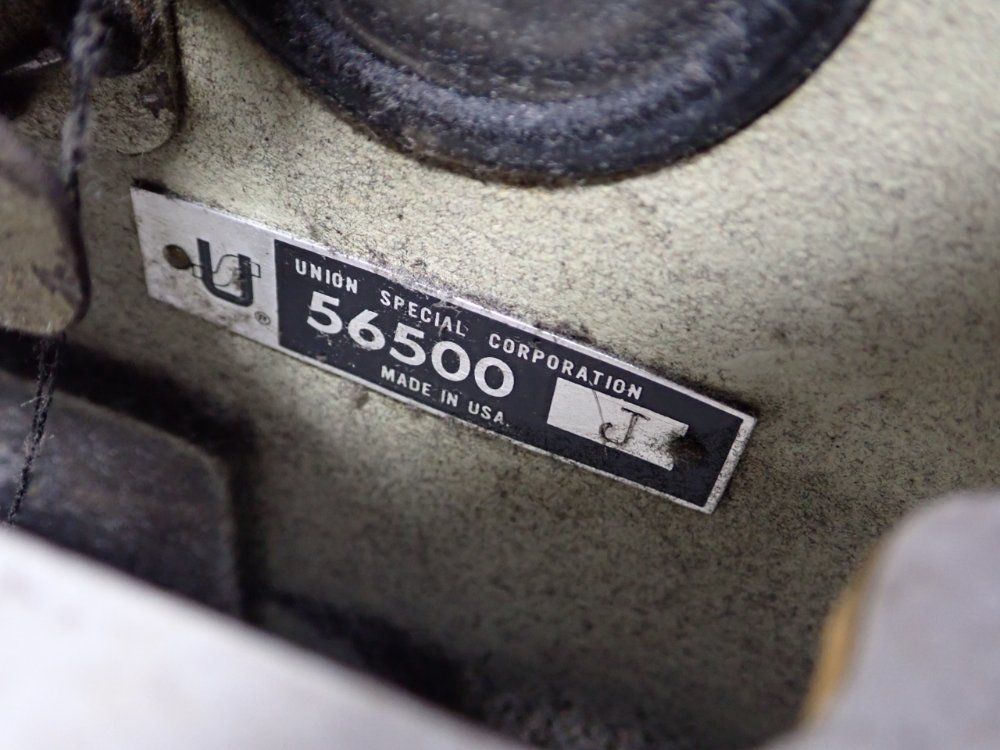 US ®
UNION SPECIAL CORPORATION
56500 J
MADE IN USA